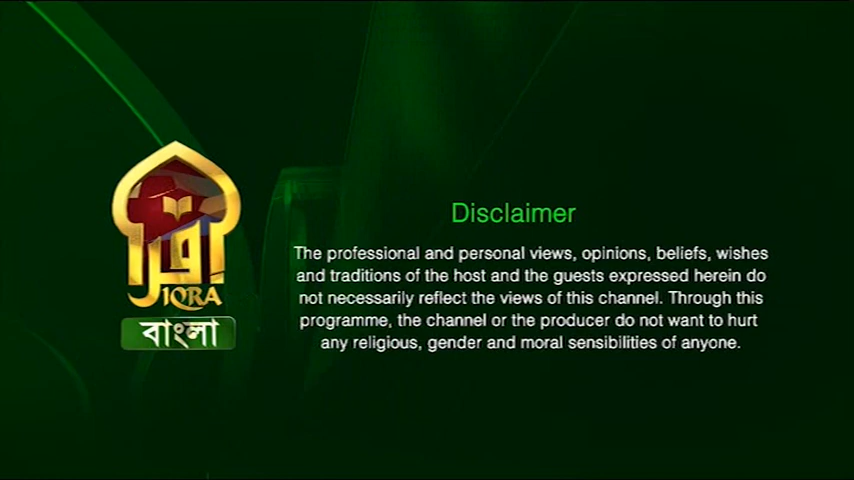 اقرأ
IQRA
বাংলা
Disclaimer
The professional and personal views, opinions, beliefs, wishes
and traditions of the host and the guests expressed herein do
not necessarily reflect the views of this channel. Through this
programme, the channel or the producer do not want to hurt
any religious, gender and moral sensibilities of anyone.